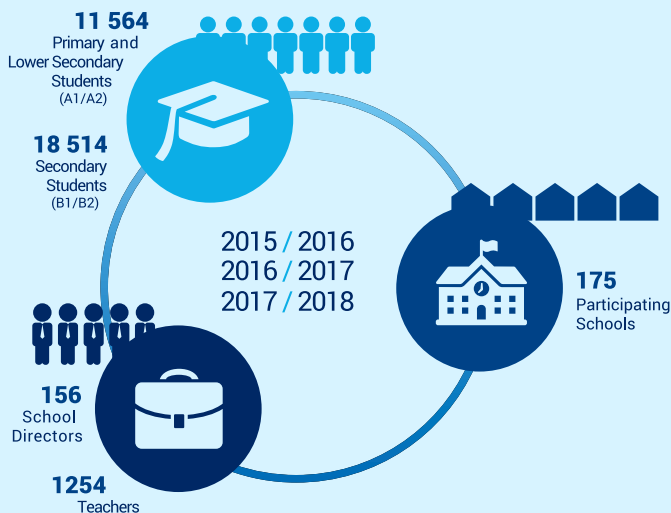 11 564
Primary and
Lower Secondary
Students
(A1/A2)
18 514
Secondary
Students
(B1/B2)
2015 / 2016
2016 / 2017
2017 / 2018
175
Participating
Schools
156
School
Directors
1254
Teachers